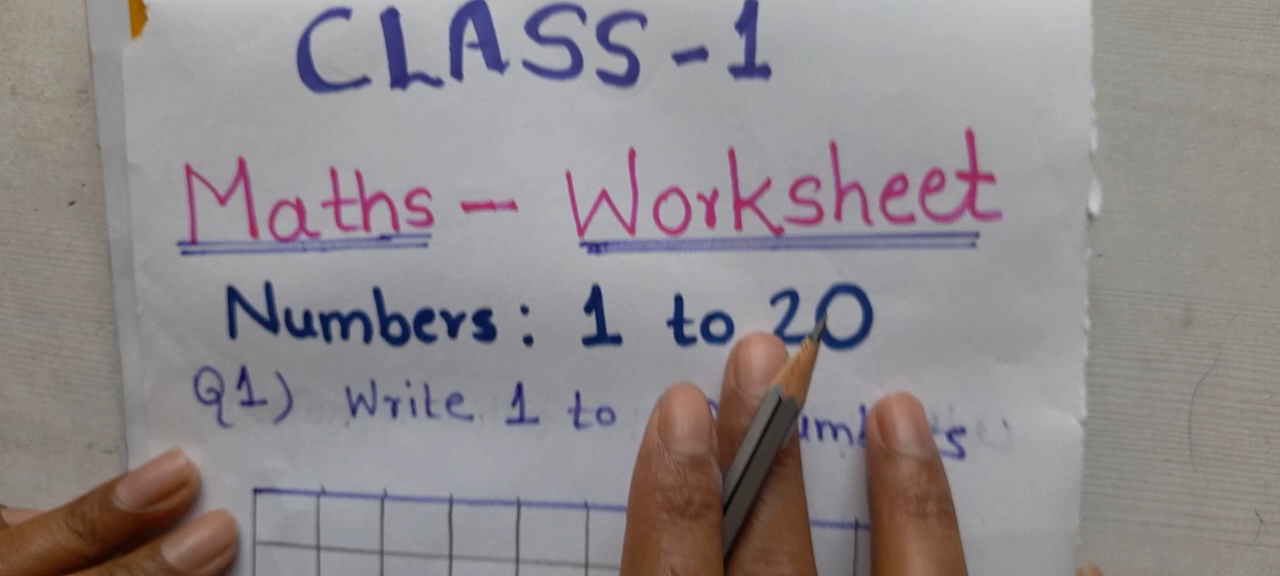 CLASS-1
Maths - Worksheet
Numbers: 1 to 20
Q1) Write 1 to